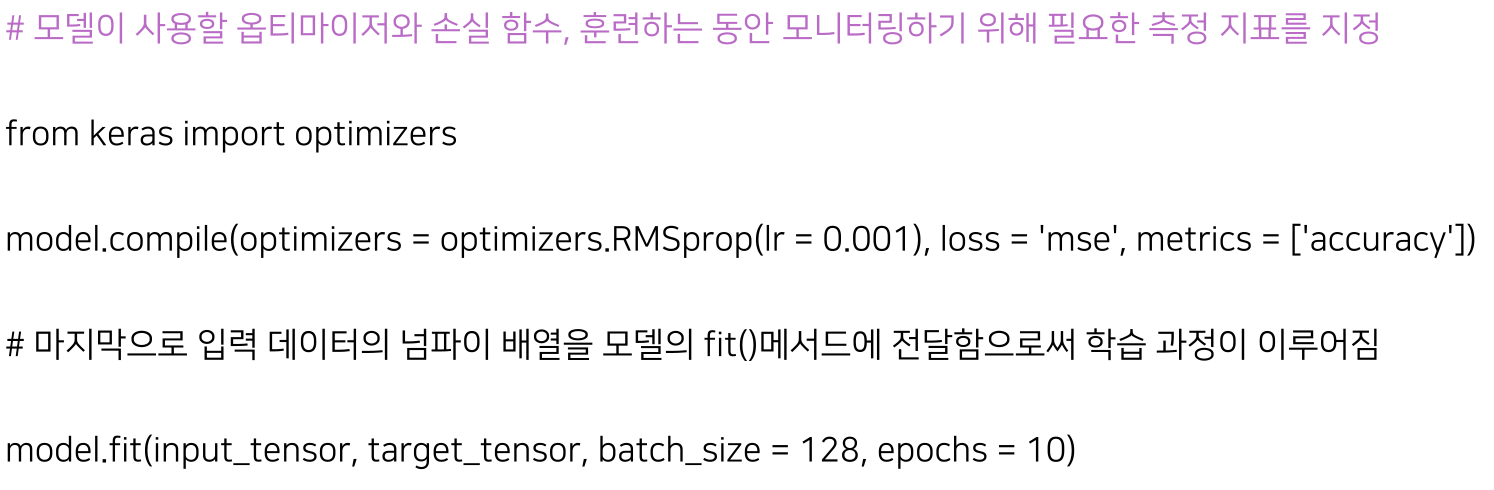 # 모델이 사용할 옵티마이저와 손실 함수, 훈련하는 동안 모니터링하기 위해 필요한 측정 지표를 지정
from keras import optimizers
model.compile(optimizers = optimizers.RMSprop(lr = 0.001), loss = 'mse', metrics = ['accuracy'])
# 마지막으로 입력 데이터의 넘파이 배열을 모델의 fit()메서드에 전달함으로써 학습 과정이 이루어짐
model.fit(input_tensor, target_tensor, batch_size = 128, epochs = 10)